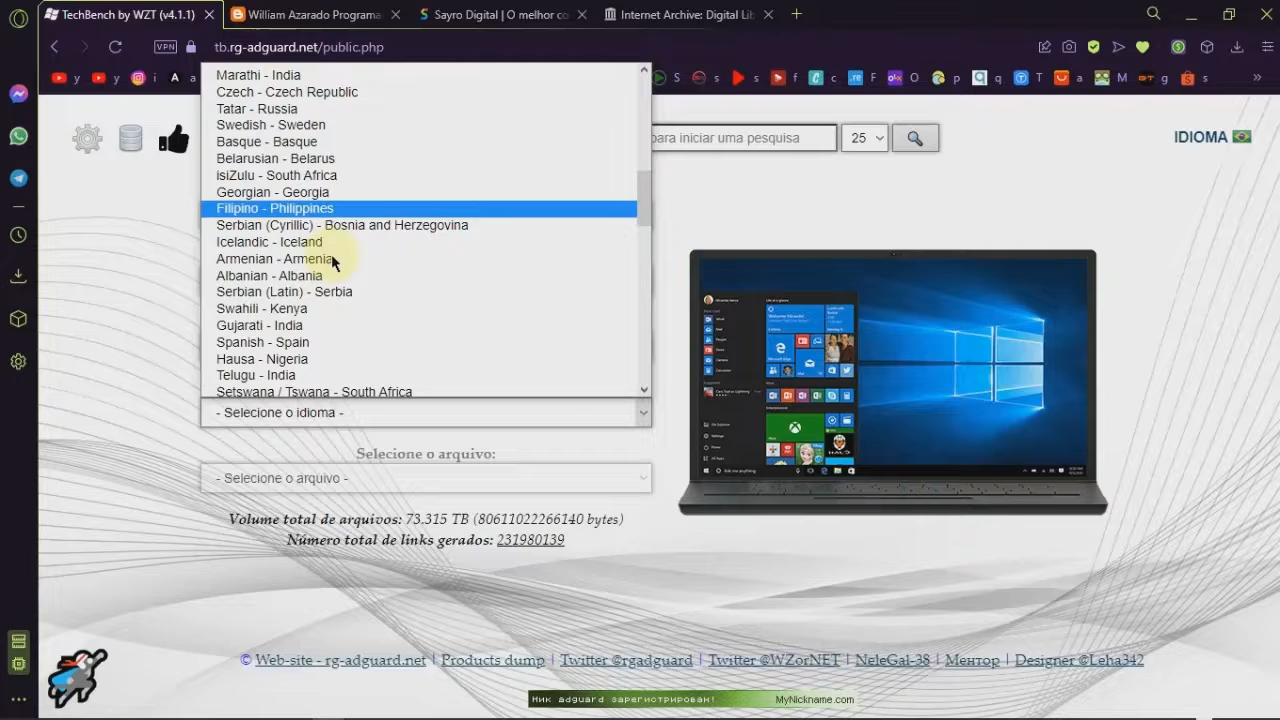 TechBench by WZT (v4.1.1)
William Azarado Programa
Sayro Digital | O melhor co
Internet Archive: Digital Lib
VPN
tb.rg-adguard.net/public.php
Marathi - India
Czech - Czech Republic
Tatar - Russia
Swedish - Sweden
Basque - Basque
Belarusian - Belarus
isiZulu - South Africa
Georgian - Georgia
Filipino - Philippines
Serbian (Cyrillic) - Bosnia and Herzegovina
Icelandic - Iceland
Armenian - Armenia
Albanian - Albania
Serbian (Latin) - Serbia
Swahili - Kenya
Gujarati - India
Spanish - Spain
Hausa - Nigeria
Telugu - India
Setswana / Tswana - South Africa
para iniciar uma pesquisa
25
IDIOMA
- Selecione o idioma -
Selecione o arquivo:
- Selecione o arquivo -
Volume total de arquivos: 73.315 TB (80611022266140 bytes)
Número total de links gerados: 231980139
© Web-site - rg-adguard.net | Products dump | Twitter @rgadguard | Twitter @WZorNET | NeleGal-38 | Ментор | Designer @Leha342
Ник adguard зарегистрирован! MyNickname.com